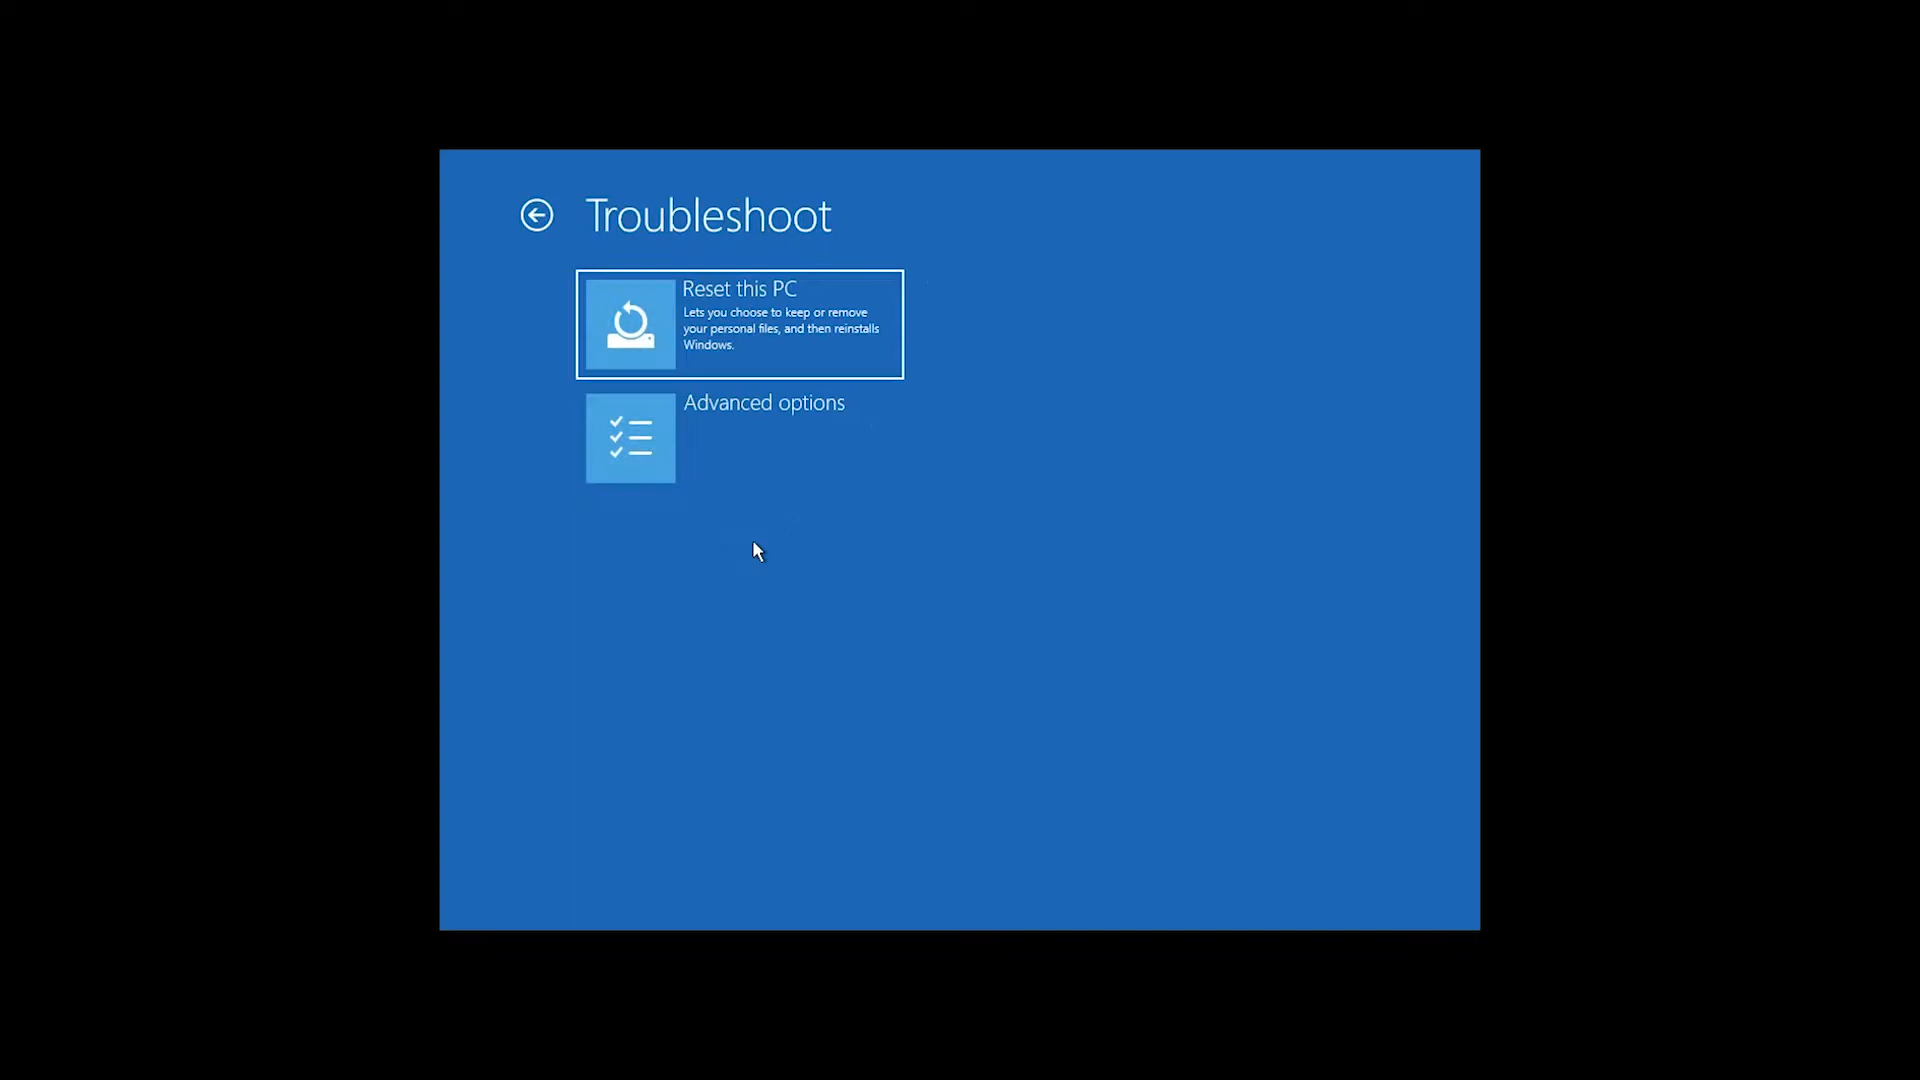 Troubleshoot
Reset this PC
Lets you choose to keep or remove
your personal files, and then reinstalls
Windows.
Advanced options